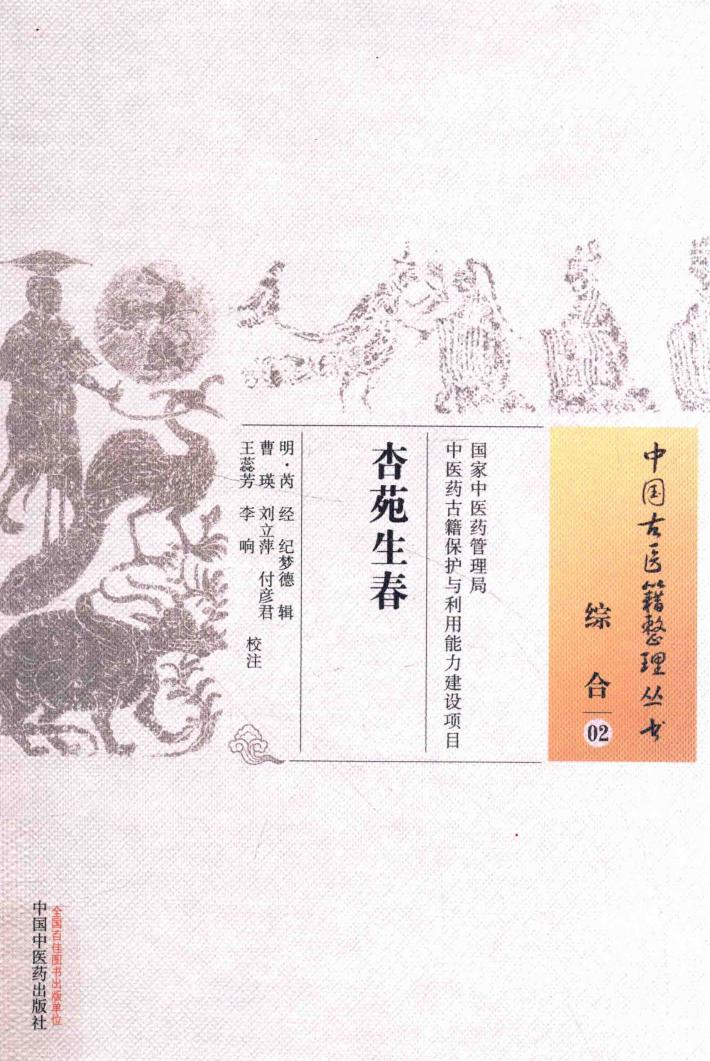 中国古医籍整理丛书
综合
02
国家中医药管理局
中医药古籍保护与利用能力建设项目
杏苑生春
明·芮 经 纪梦德 辑
曹 瑛 刘立萍 付彦君 校注
王蕊芳 李 响
全国百佳图书出版单位
中国中医药出版社